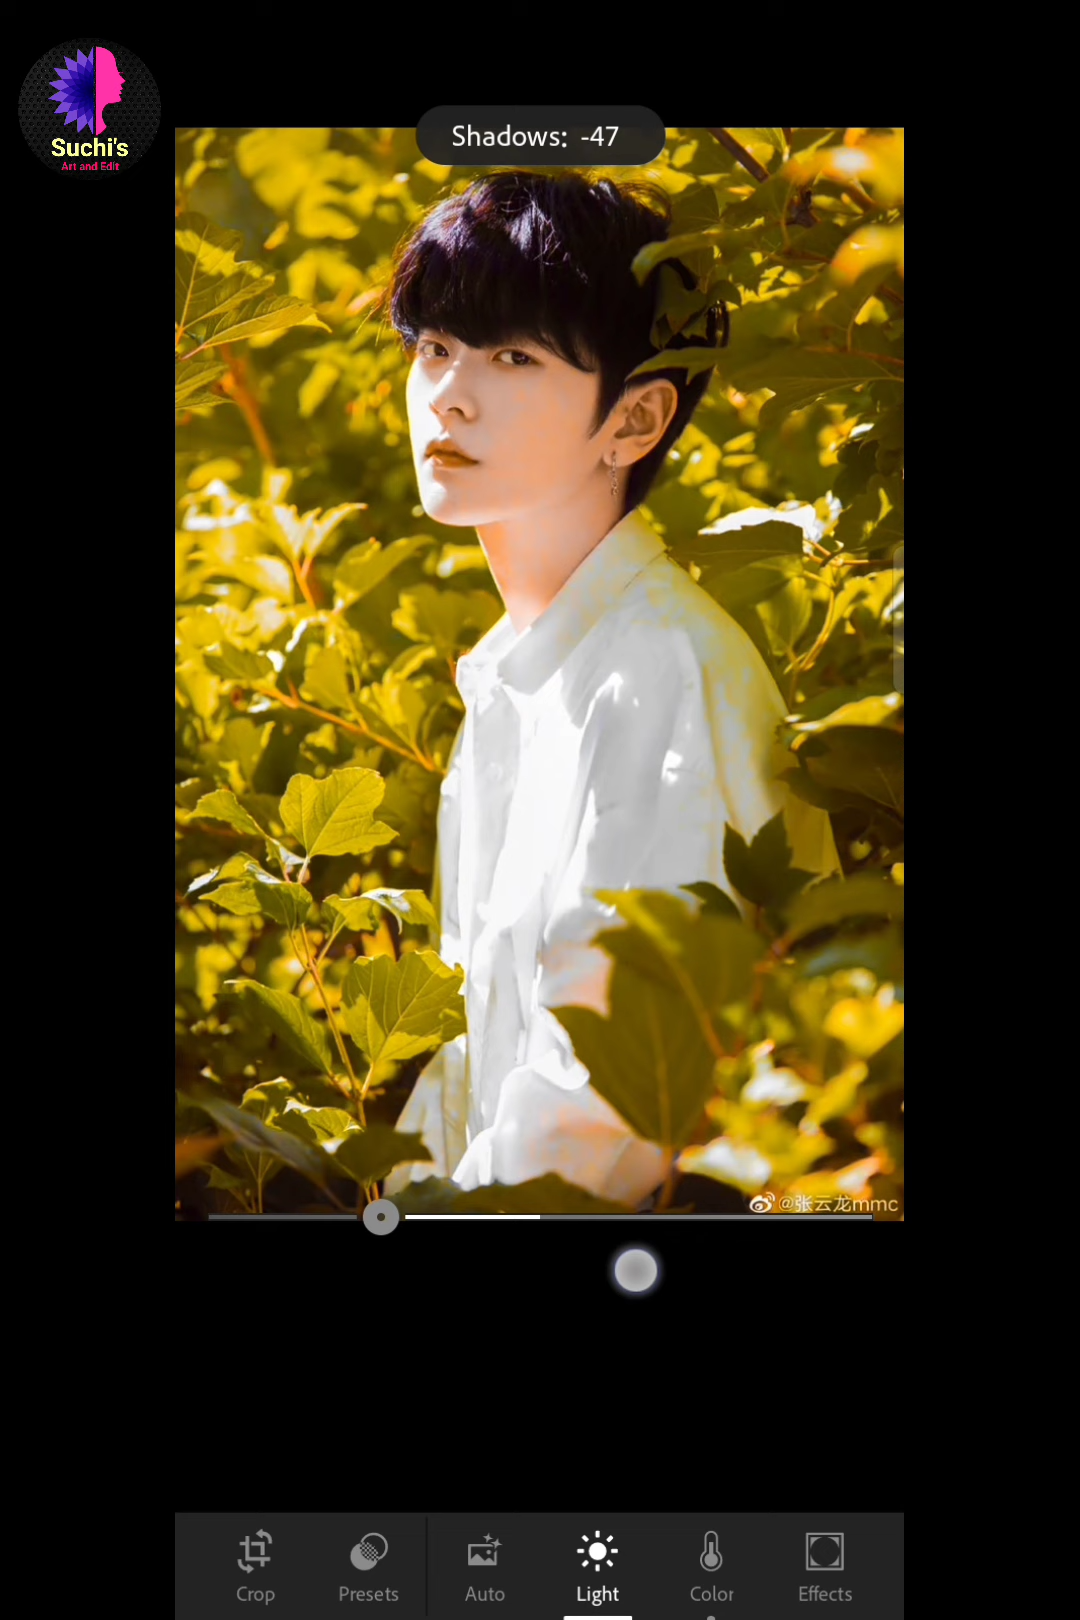 Suchi's
Art and Edit
Shadows: -47
@张云龙mmc
Crop
Presets
Auto
Light
Color
Effects